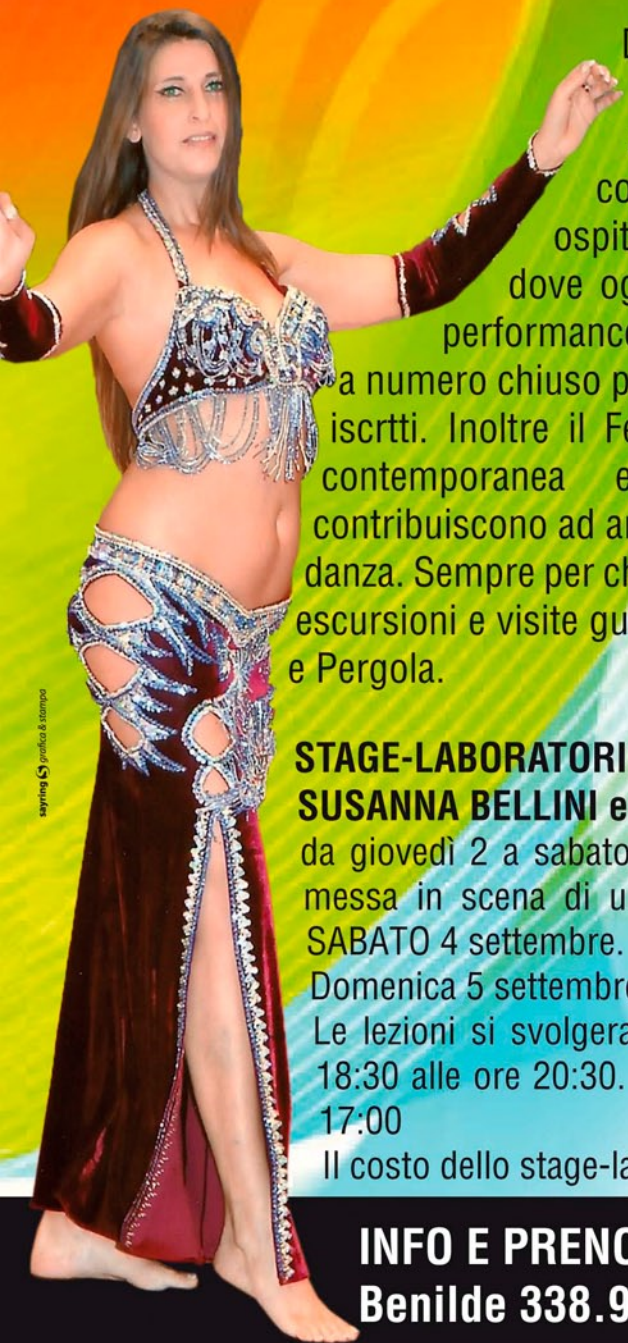 D
co
ospit
dove og
performance
a numero chiuso p
iscrtti. Inoltre il Fe
contemporanea e
contribuiscono ad a
danza. Sempre per ch
escursioni e visite gu
e Pergola.
STAGE-LABORATORI
SUSANNA BELLINI e
da giovedì 2 a sabato
messa in scena di u
SABATO 4 settembre.
Domenica 5 settembre
Le lezioni si svolgera
18:30 alle ore 20:30.
17:00
Il costo dello stage-la
INFO E PRENO
Benilde 338.9
sayring grafica & stampa